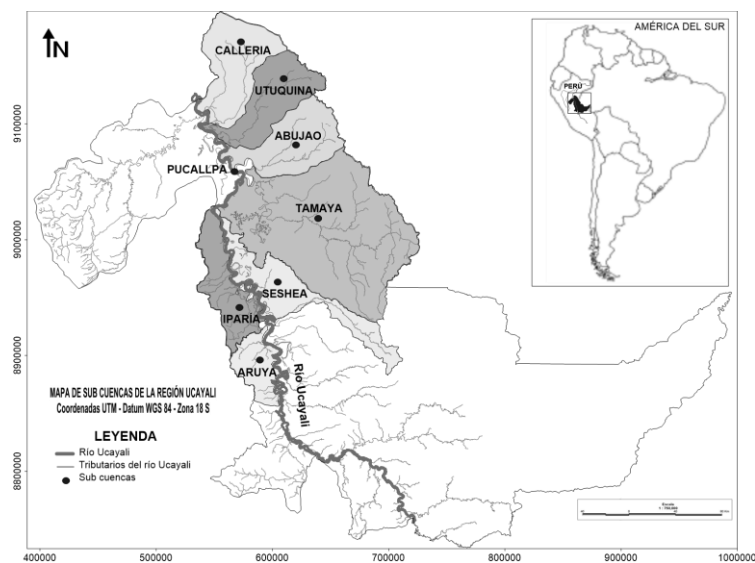 AMÉRICA DEL SUR
PERÚ
N
CALLERIA
UTUQUINA
ABUJAO
PUCALLPA
TAMAYA
SESHEA
IPARÍA
ARUYA
Río Ucayali
MAPA DE SUB CUENCAS DE LA REGIÓN UCAYALI
Coordenadas UTM - Datum WGS 84 - Zona 18 S
LEYENDA
Río Ucayali
Tributarios del río Ucayali
Sub cuencas
9100000
9000000
8900000
8800000
Escala
400000 500000 600000 700000 800000 900000 1000000